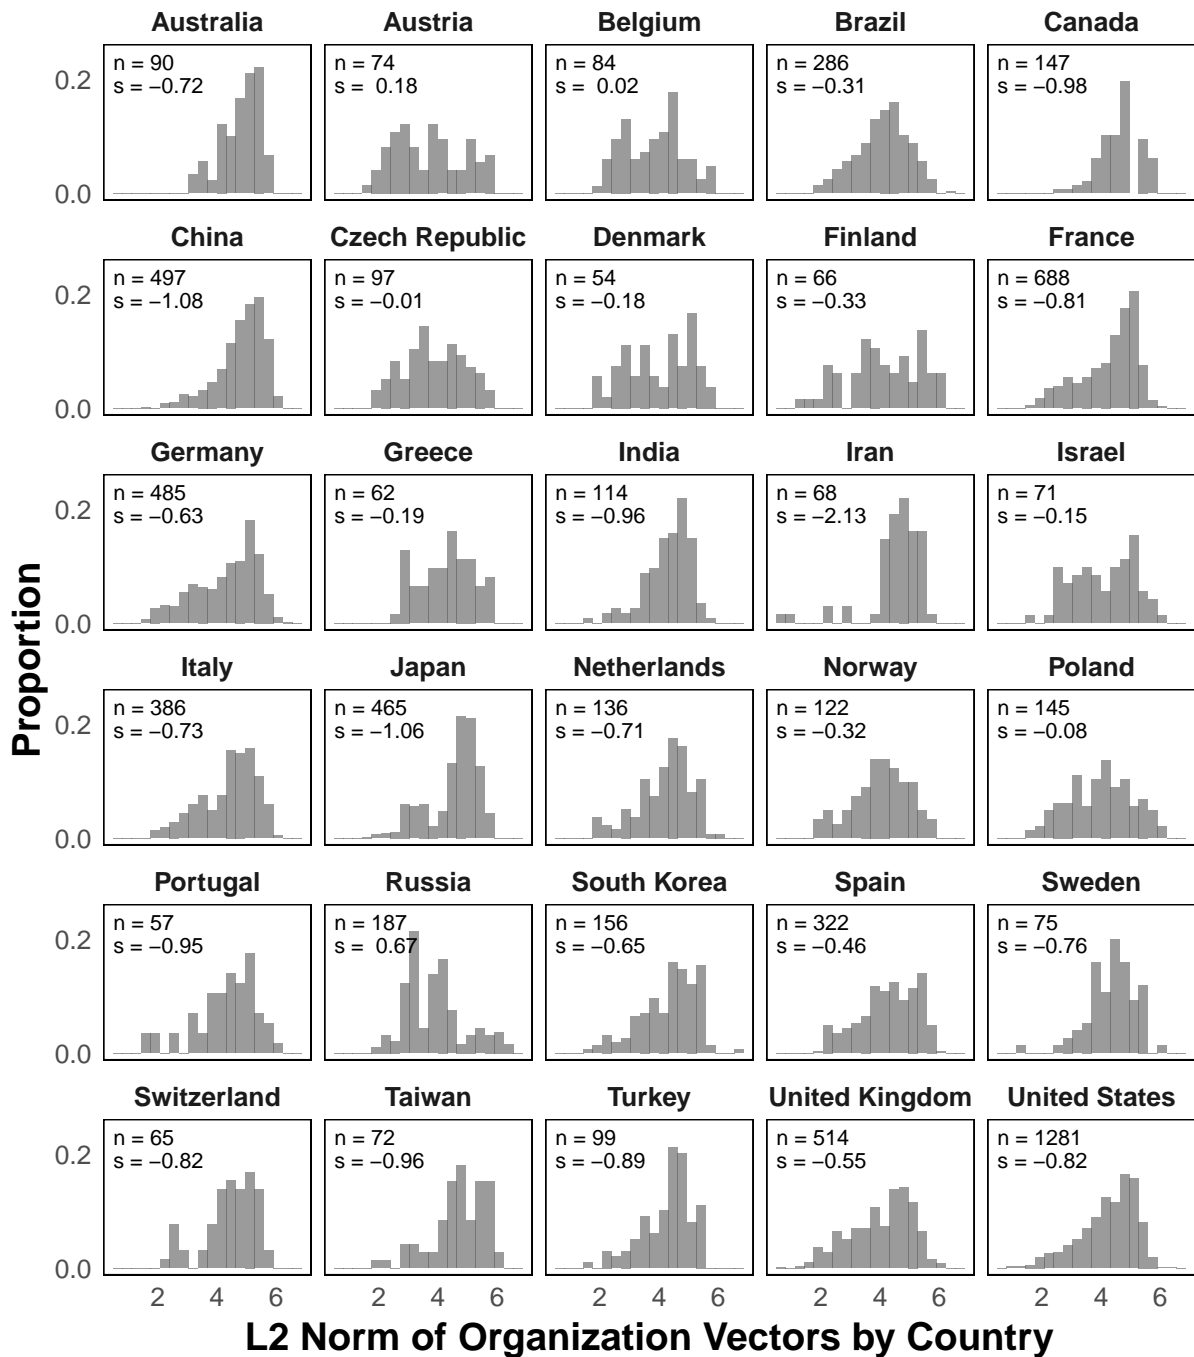 Australia Austria Belgium Brazil Canada
n = 90 n = 74 n = 84 n = 286 n = 147
s = −0.72 s = 0.18 s = 0.02 s = −0.31 s = −0.98
0.2
0.0
China Czech Republic Denmark Finland France
n = 497 n = 97 n = 54 n = 66 n = 688
s = −1.08 s = −0.01 s = −0.18 s = −0.33 s = −0.81
0.2
0.0
Germany Greece India Iran Israel
n = 485 n = 62 n = 114 n = 68 n = 71
s = −0.63 s = −0.19 s = −0.96 s = −2.13 s = −0.15
0.2
0.0
Proportion
Italy Japan Netherlands Norway Poland
n = 386 n = 465 n = 136 n = 122 n = 145
s = −0.73 s = −1.06 s = −0.71 s = −0.32 s = −0.08
0.2
0.0
Portugal Russia South Korea Spain Sweden
n = 57 n = 187 n = 156 n = 322 n = 75
s = −0.95 s = 0.67 s = −0.65 s = −0.46 s = −0.76
0.2
0.0
Switzerland Taiwan Turkey United Kingdom United States
n = 65 n = 72 n = 99 n = 514 n = 1281
s = −0.82 s = −0.96 s = −0.89 s = −0.55 s = −0.82
0.2
0.0
2 4 6 2 4 6 2 4 6 2 4 6 2 4 6
L2 Norm of Organization Vectors by Country